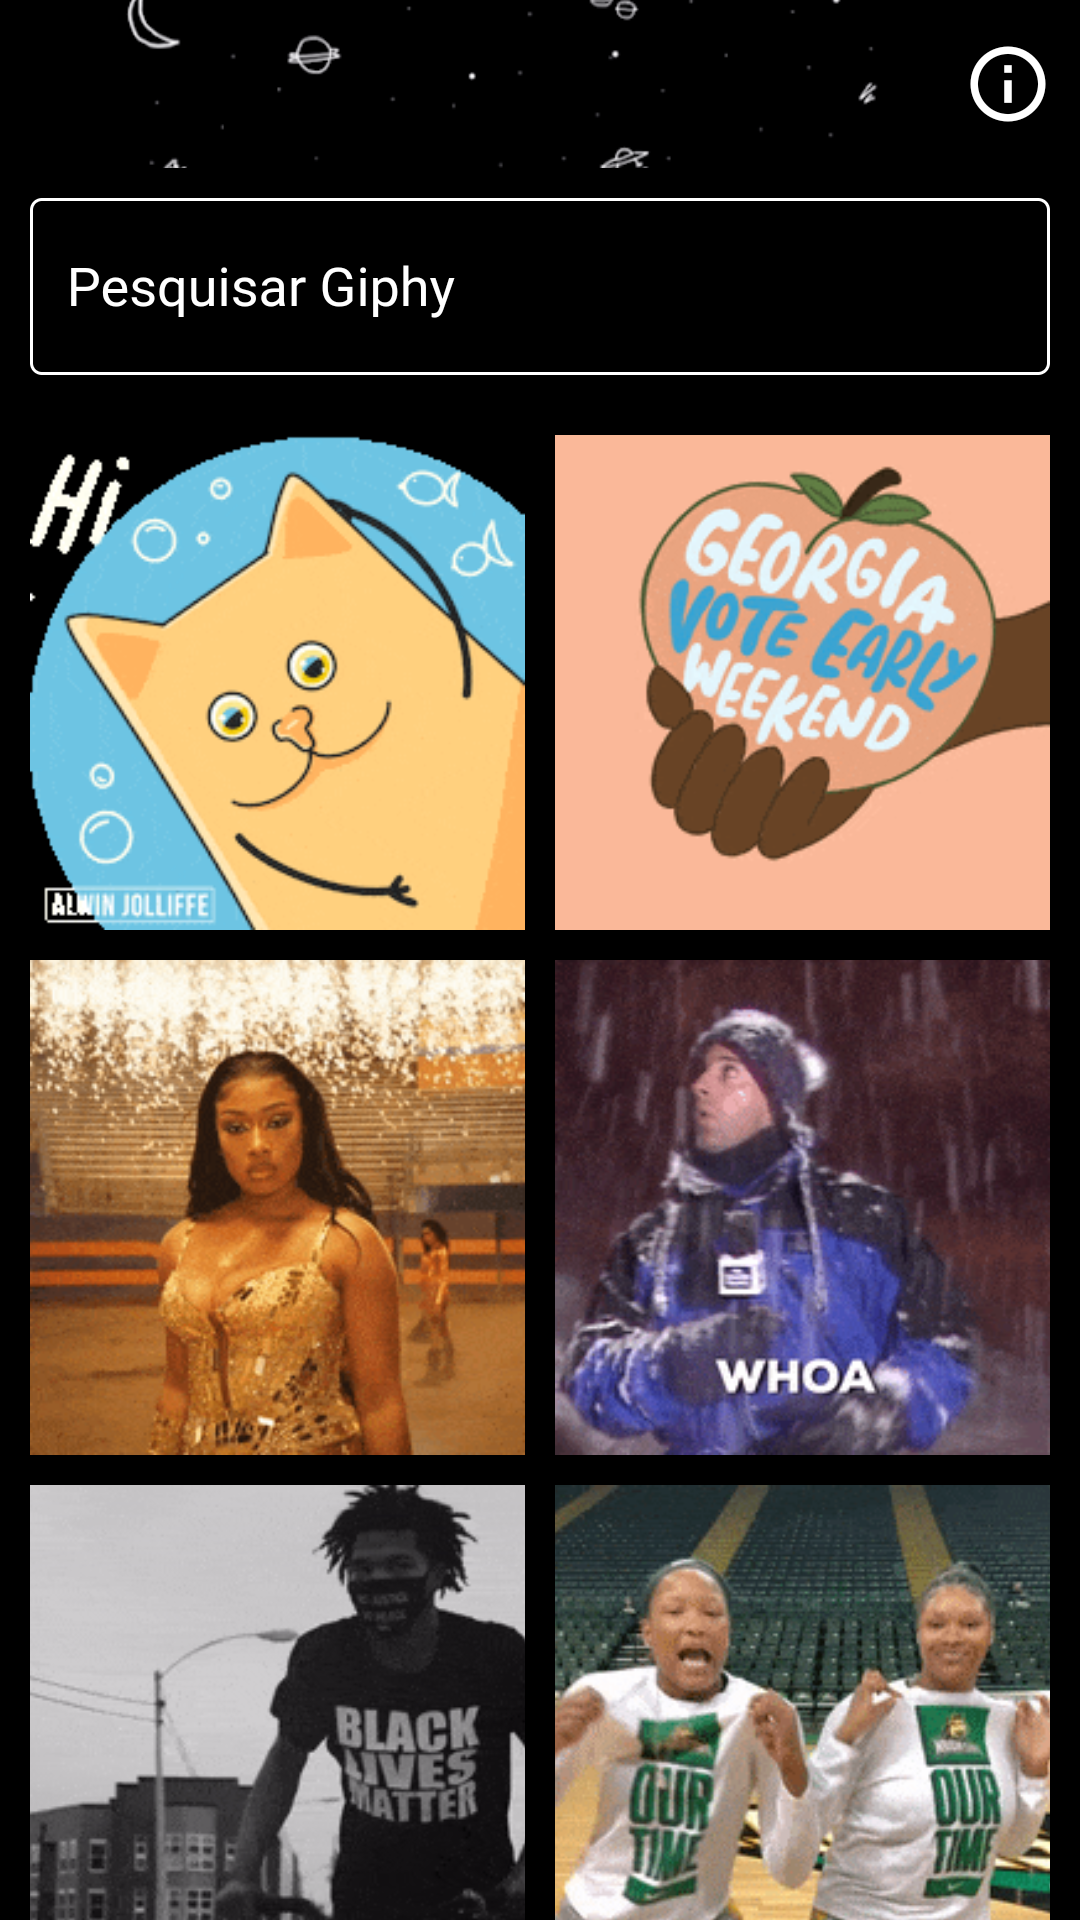 Pesquisar Giphy
Hi
ALWIN JOLLIFFE
GEORGIA
VOTE EARLY
WEEKEND
WHOA
BLACK
LIVES
MATTER
OUR
TIME
OUR
TIME